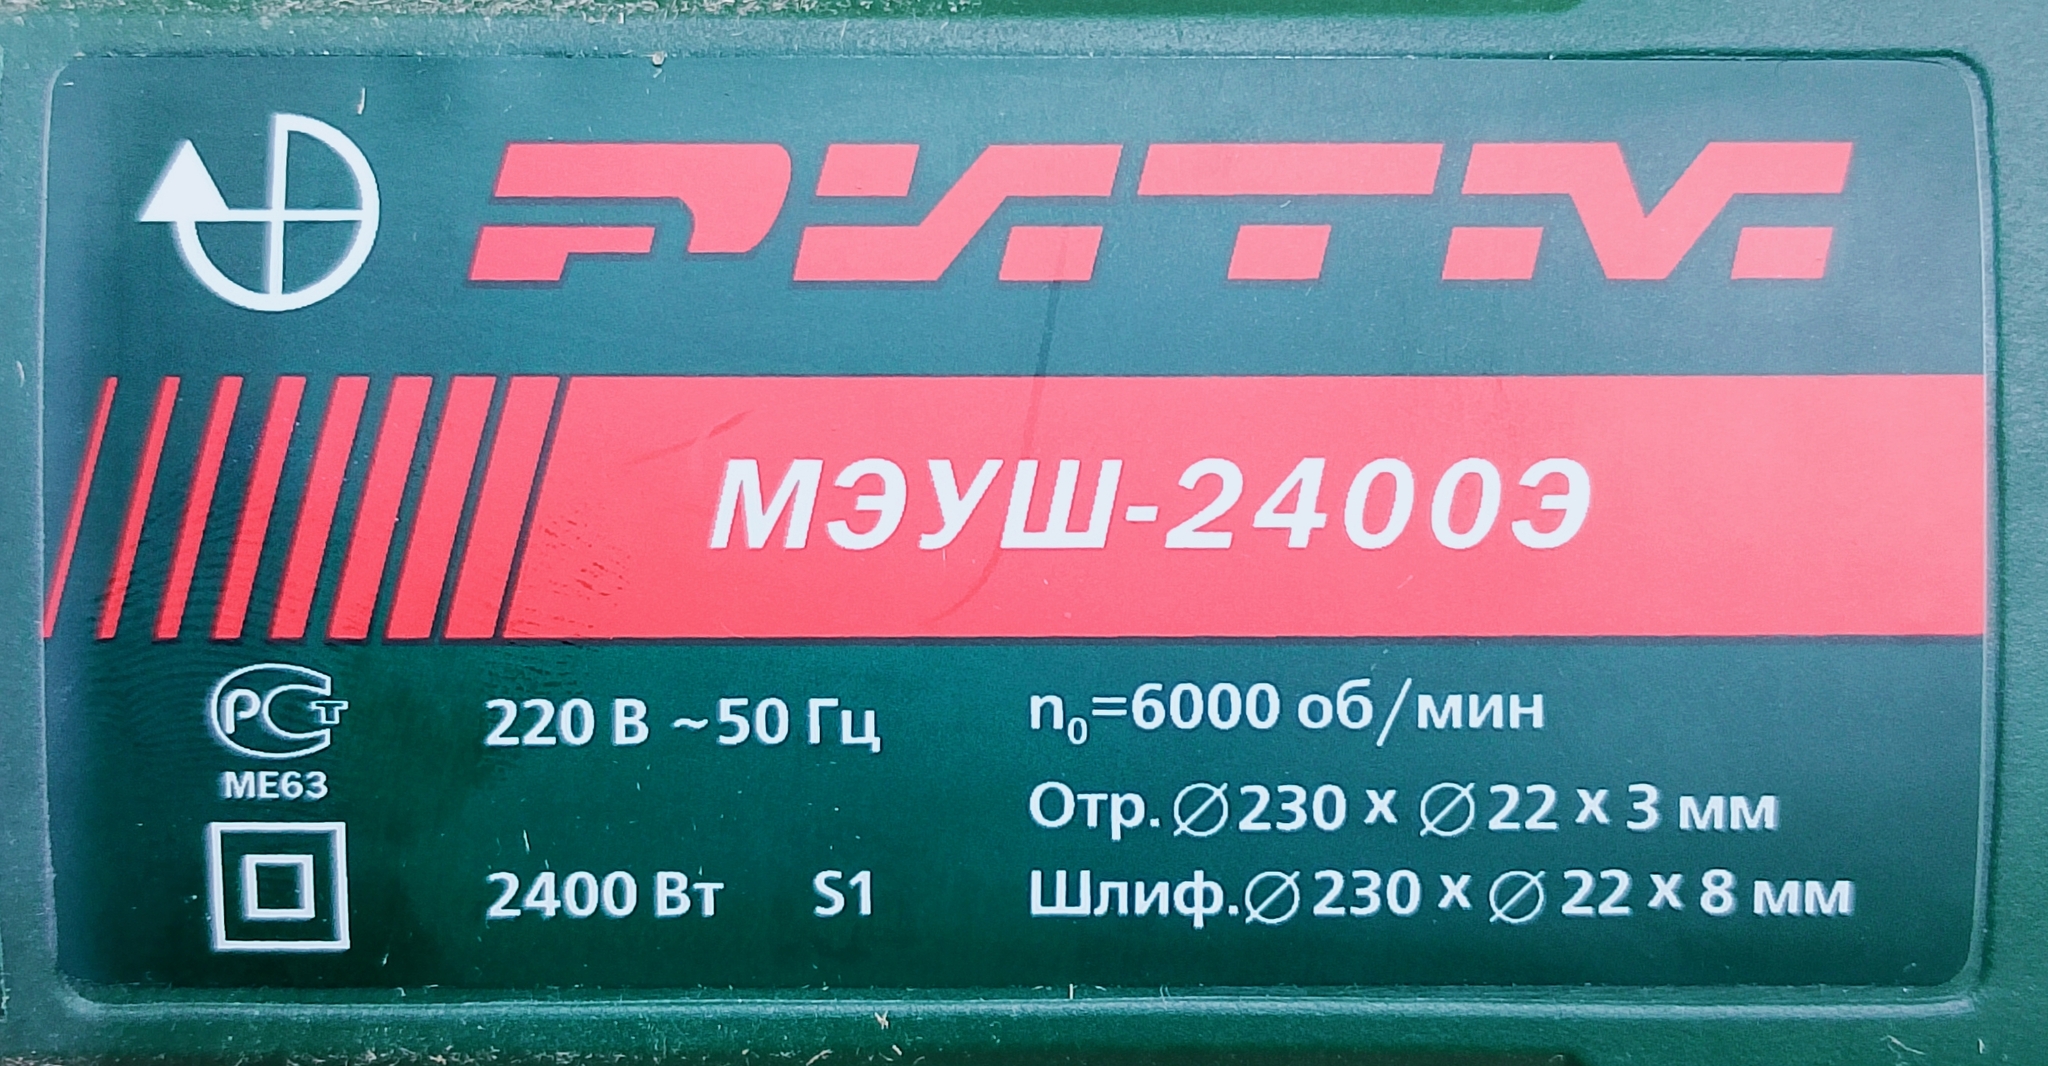 РИТМ
МЭУШ-2400Э
РСТ
МЕ63
220 В ~50 Гц
2400 Вт S1
n₀=6000 об/мин
Отр.∅230 x ∅22 x 3 мм
Шлиф.∅230 x ∅22 x 8 мм